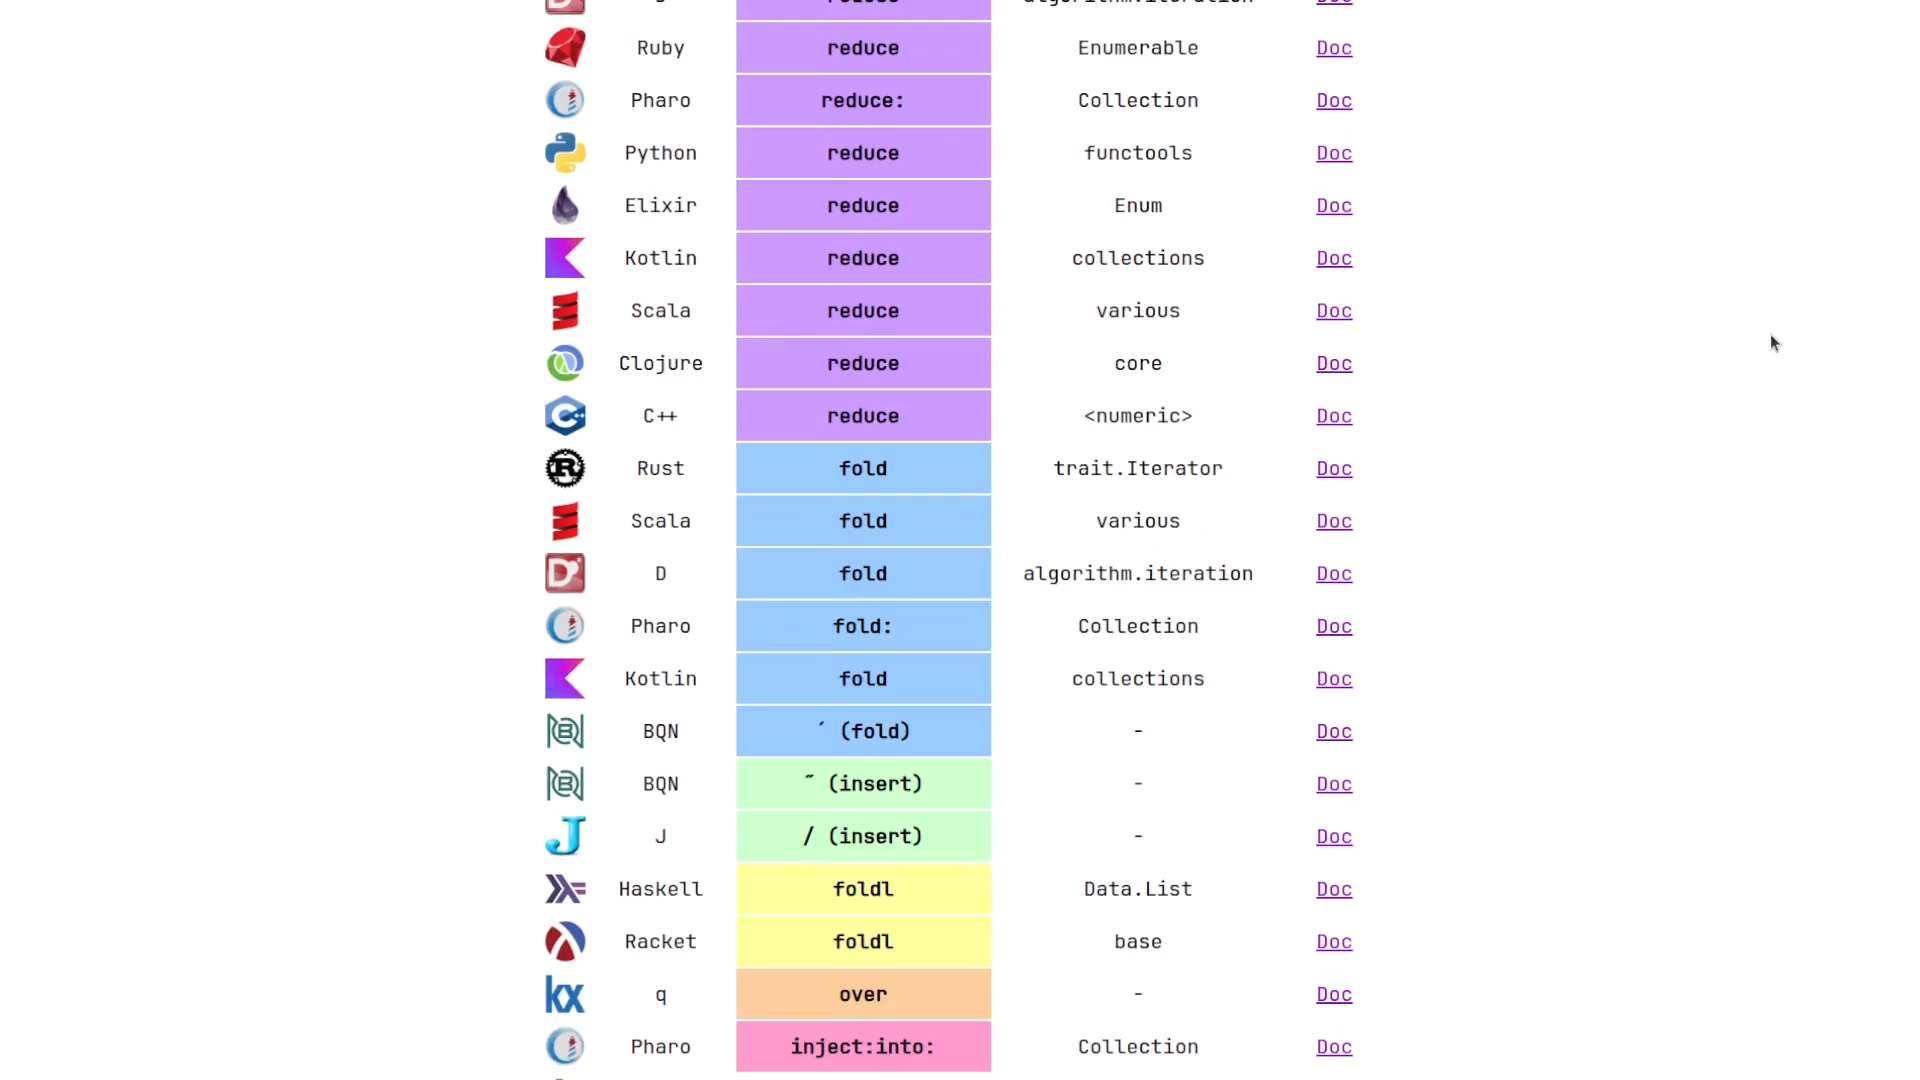 D reduce algorithm.iteration Doc
Ruby reduce Enumerable Doc
Pharo reduce: Collection Doc
Python reduce functools Doc
Elixir reduce Enum Doc
Kotlin reduce collections Doc
Scala reduce various Doc
Clojure reduce core Doc
C++ reduce <numeric> Doc
Rust fold trait.Iterator Doc
Scala fold various Doc
D fold algorithm.iteration Doc
Pharo fold: Collection Doc
Kotlin fold collections Doc
BQN ´ (fold) - Doc
BQN ˝ (insert) - Doc
J / (insert) - Doc
Haskell foldl Data.List Doc
Racket foldl base Doc
q over - Doc
Pharo inject:into: Collection Doc